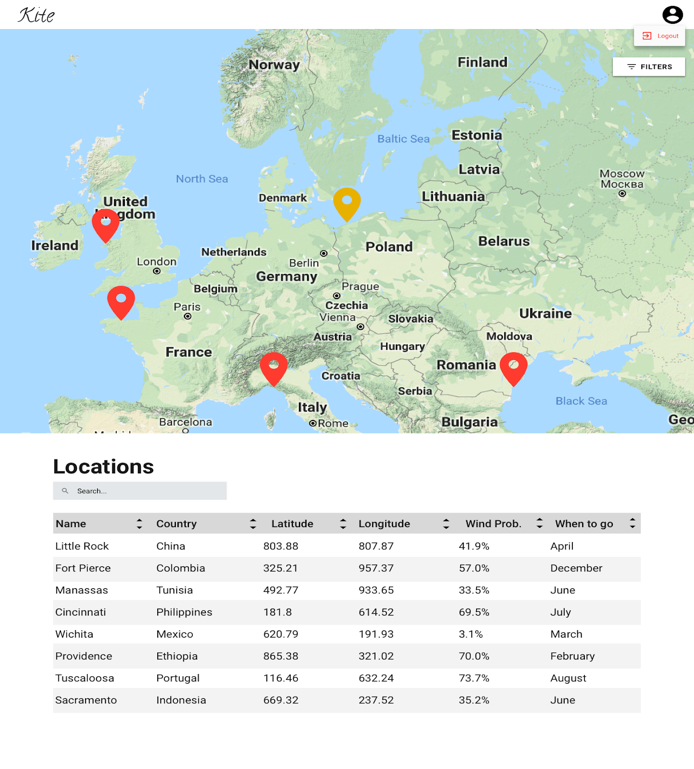 Kite
Logout
FILTERS
Norway
Finland
Baltic Sea
Estonia
North Sea
Latvia
Moscow
Москва
Denmark
Lithuania
United
Kingdom
Ireland
Netherlands
Poland
Belarus
London
Berlin
Germany
Belgium
Prague
Paris
Czechia
Ukraine
Vienna
Slovakia
Austria
Moldova
Hungary
France
Romania
Croatia
Serbia
Black Sea
Italy
Barcelona
Rome
Bulgaria
Geo
Locations
Search...
Name Country Latitude Longitude Wind Prob. When to go
Little Rock China 803.88 807.87 41.9% April
Fort Pierce Colombia 325.21 957.37 57.0% December
Manassas Tunisia 492.77 933.65 33.5% June
Cincinnati Philippines 181.8 614.52 69.5% July
Wichita Mexico 620.79 191.93 3.1% March
Providence Ethiopia 865.38 321.02 70.0% February
Tuscaloosa Portugal 116.46 632.24 73.7% August
Sacramento Indonesia 669.32 237.52 35.2% June